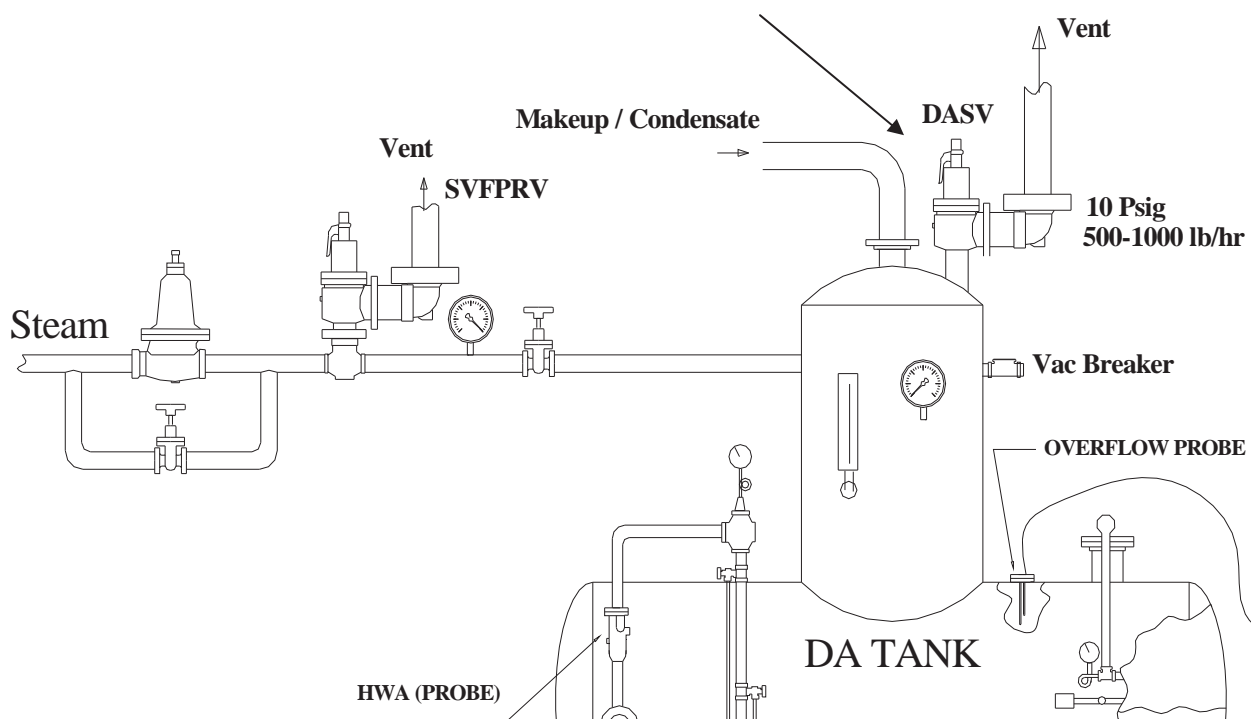 Vent
Makeup / Condensate
DASV
Vent
SVFPRV
10 Psig
500-1000 lb/hr
Steam
Vac Breaker
OVERFLOW PROBE
DA TANK
HWA (PROBE)